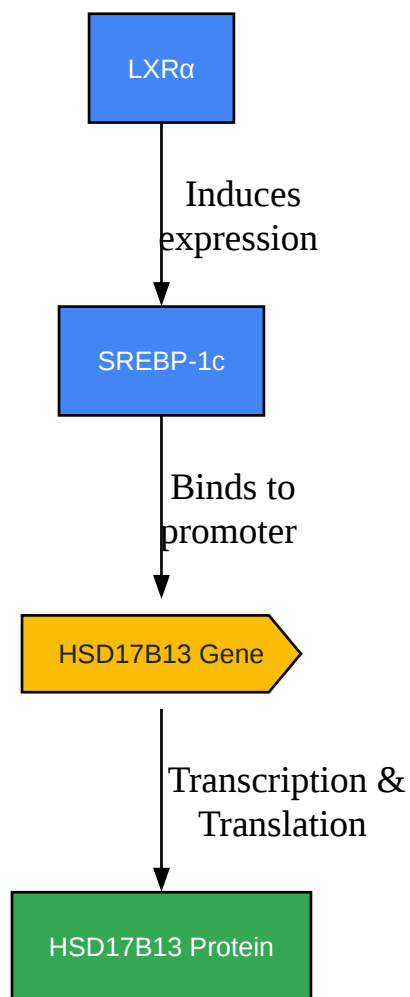 LXRα
Induces
expression
SREBP-1c
Binds to
promoter
HSD17B13 Gene
Transcription &
Translation
HSD17B13 Protein